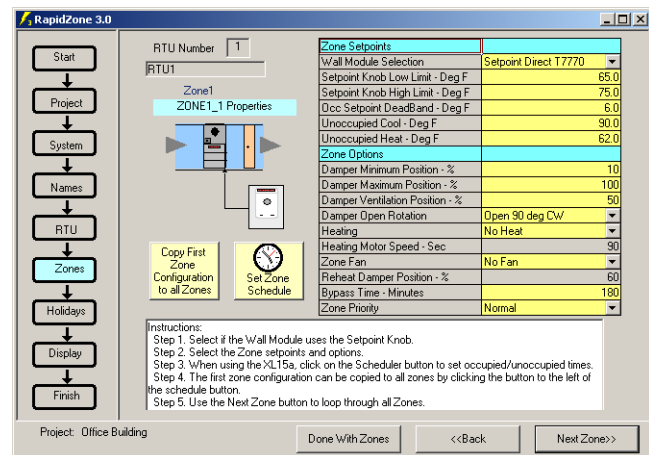 RapidZone 3.0
Start
Project
System
Names
RTU
Zones
Holidays
Display
Finish
RTU Number 1
RTU1
Zone1
ZONE1_1 Properties
Copy First
Zone
Configuration
to all Zones
Set Zone
Schedule
Zone Setpoints
Wall Module Selection Setpoint Direct T7770
Setpoint Knob Low Limit - Deg F 65.0
Setpoint Knob High Limit - Deg F 75.0
Occ Setpoint DeadBand - Deg F 6.0
Unoccupied Cool - Deg F 90.0
Unoccupied Heat - Deg F 62.0
Zone Options
Damper Minimum Position - % 10
Damper Maximum Position - % 100
Damper Ventilation Position - % 50
Damper Open Rotation Open 90 deg CW
Heating No Heat
Heating Motor Speed - Sec 90
Zone Fan No Fan
Reheat Damper Position - % 60
Bypass Time - Minutes 180
Zone Priority Normal
Instructions:
Step 1. Select if the Wall Module uses the Setpoint Knob.
Step 2. Select the Zone setpoints and options.
Step 3. When using the XL15a, click on the Scheduler button to set occupied/unoccupied times.
Step 4. The first zone configuration can be copied to all zones by clicking the button to the left of
the schedule button.
Step 5. Use the Next Zone button to loop through all Zones.
Project: Office Building
Done With Zones
<<Back
Next Zone>>